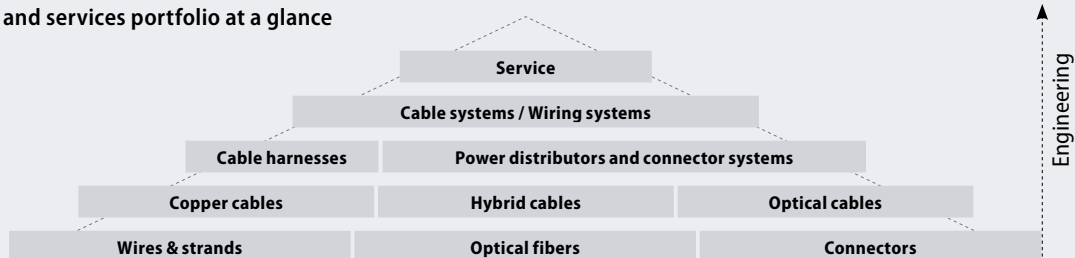 and services portfolio at a glance
Service
Cable systems / Wiring systems
Cable harnesses Power distributors and connector systems
Copper cables Hybrid cables Optical cables
Wires & strands Optical fibers Connectors
Engineering